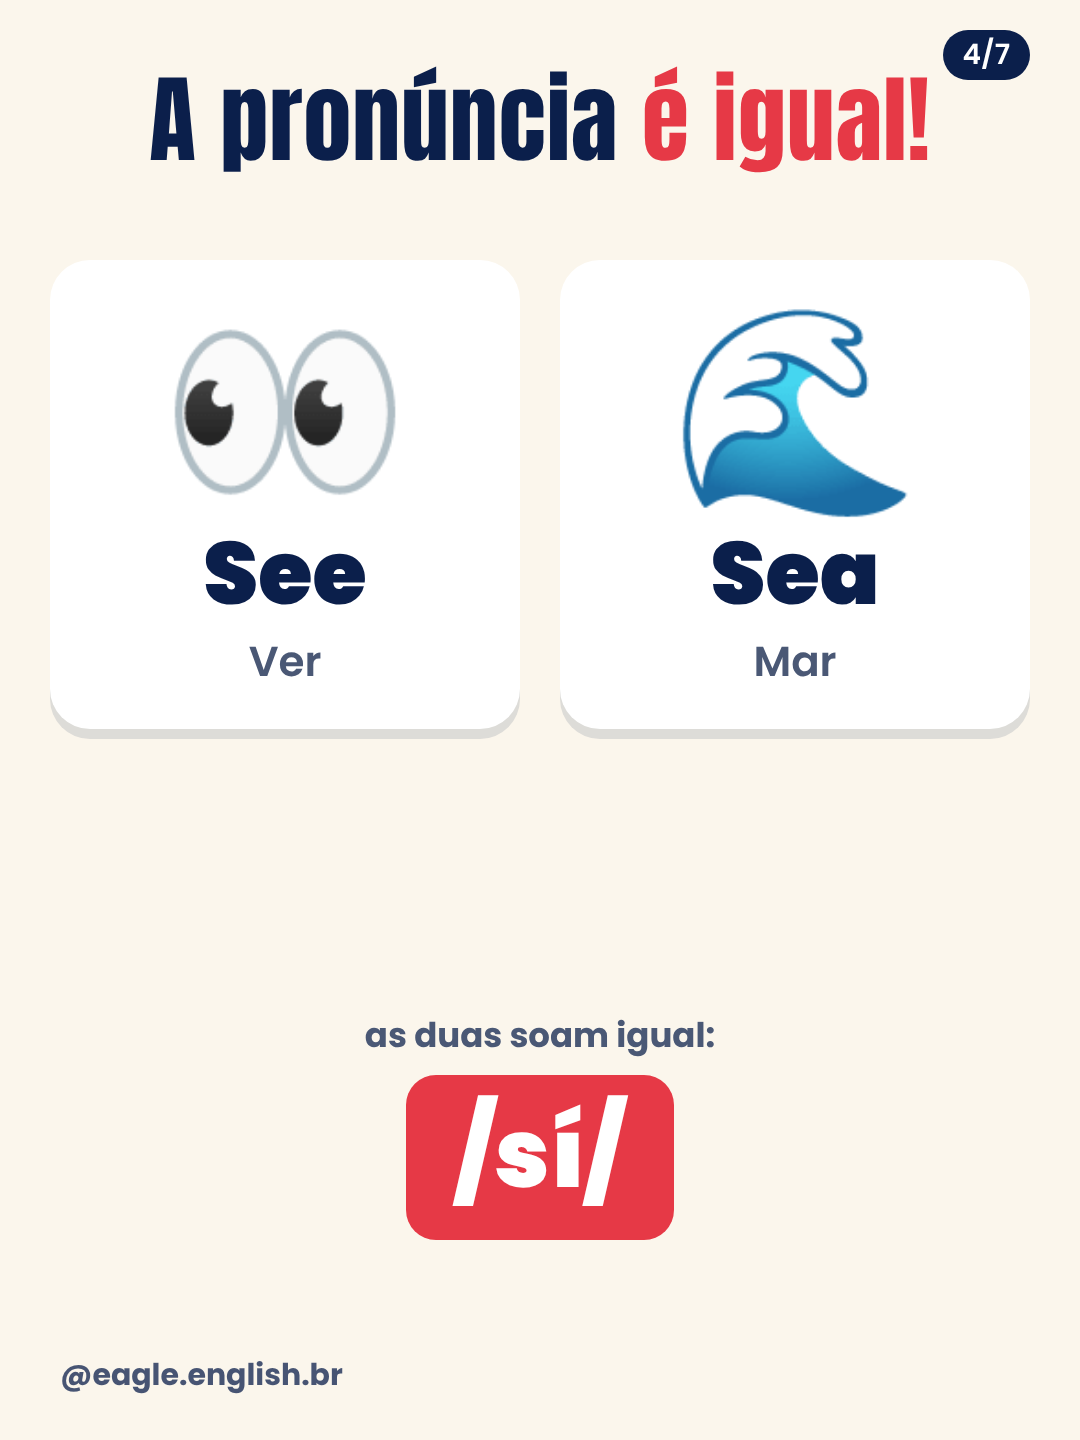 4/7
A pronúncia é igual!
See
Ver
Sea
Mar
as duas soam igual:
/sí/
@eagle.english.br